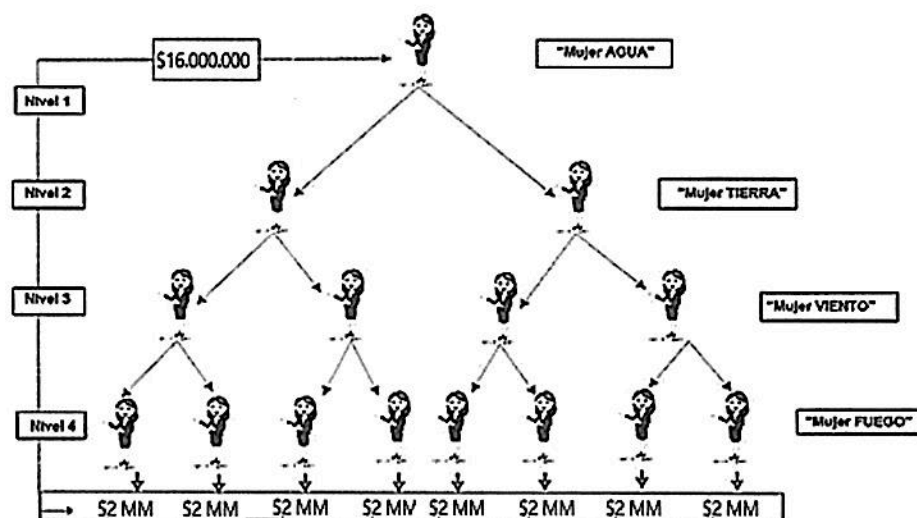 $16.000.000
"Mujer AGUA"
Nivel 1
Nivel 2
"Mujer TIERRA"
Nivel 3
"Mujer VIENTO"
Nivel 4
"Mujer FUEGO"
$2 MM $2 MM $2 MM $2 MM $2 MM $2 MM $2 MM $2 MM